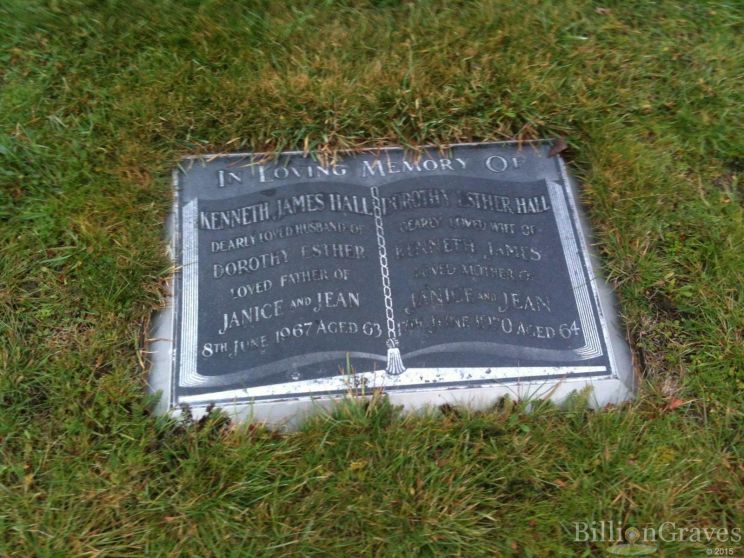 IN LOVING MEMORY OF
KENNETH JAMES HALL
DEARLY LOVED HUSBAND OF
DOROTHY ESTHER
LOVED FATHER OF
JANICE AND JEAN
8TH JUNE 1967 AGED 63
DOROTHY ESTHER HALL
DEARLY LOVED WIFE OF
KENNETH JAMES
LOVED MOTHER OF
JANICE AND JEAN
JUNE 1970 AGED 64
BillionGraves
© 2015